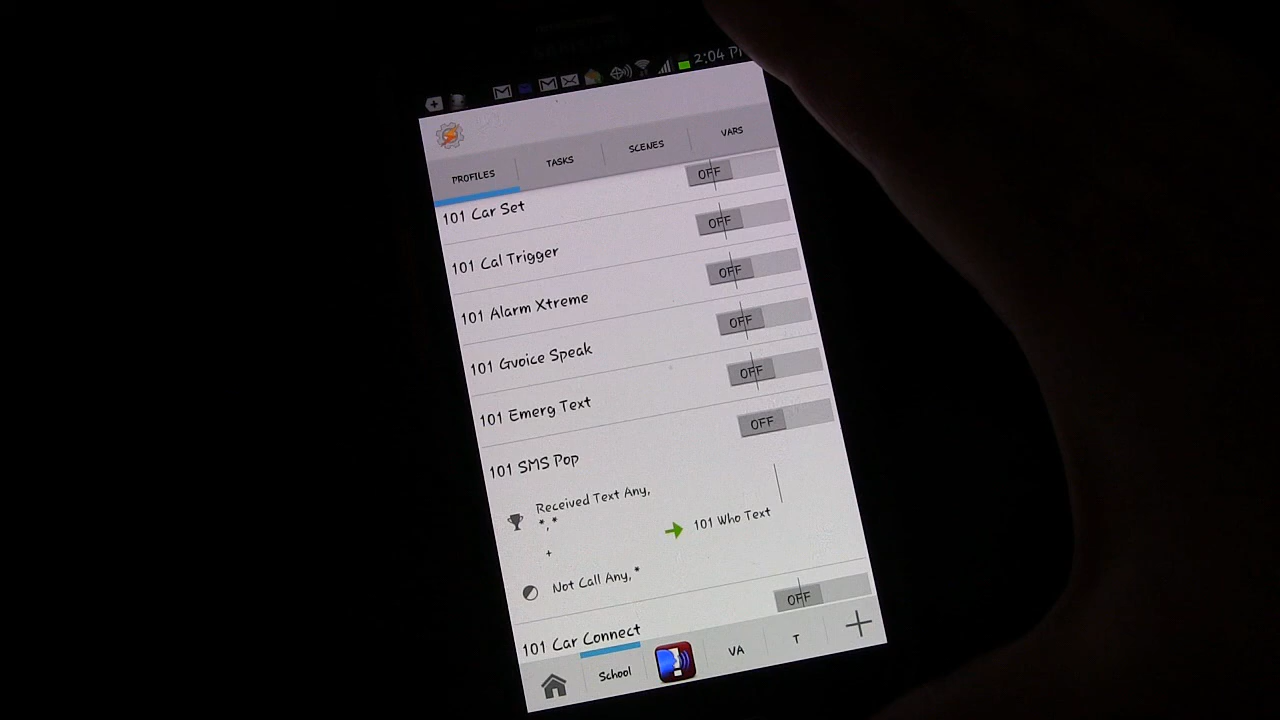 2:04 P
PROFILES
TASKS
SCENES
VARS
OFF
101 Car Set
OFF
101 Cal Trigger
OFF
101 Alarm Xtreme
OFF
101 Gvoice Speak
OFF
101 Emerg Text
OFF
101 SMS Pop
Received Text Any,
*,*
101 Who Text
+
Not Call Any,*
OFF
101 Car Connect
School
VA
T